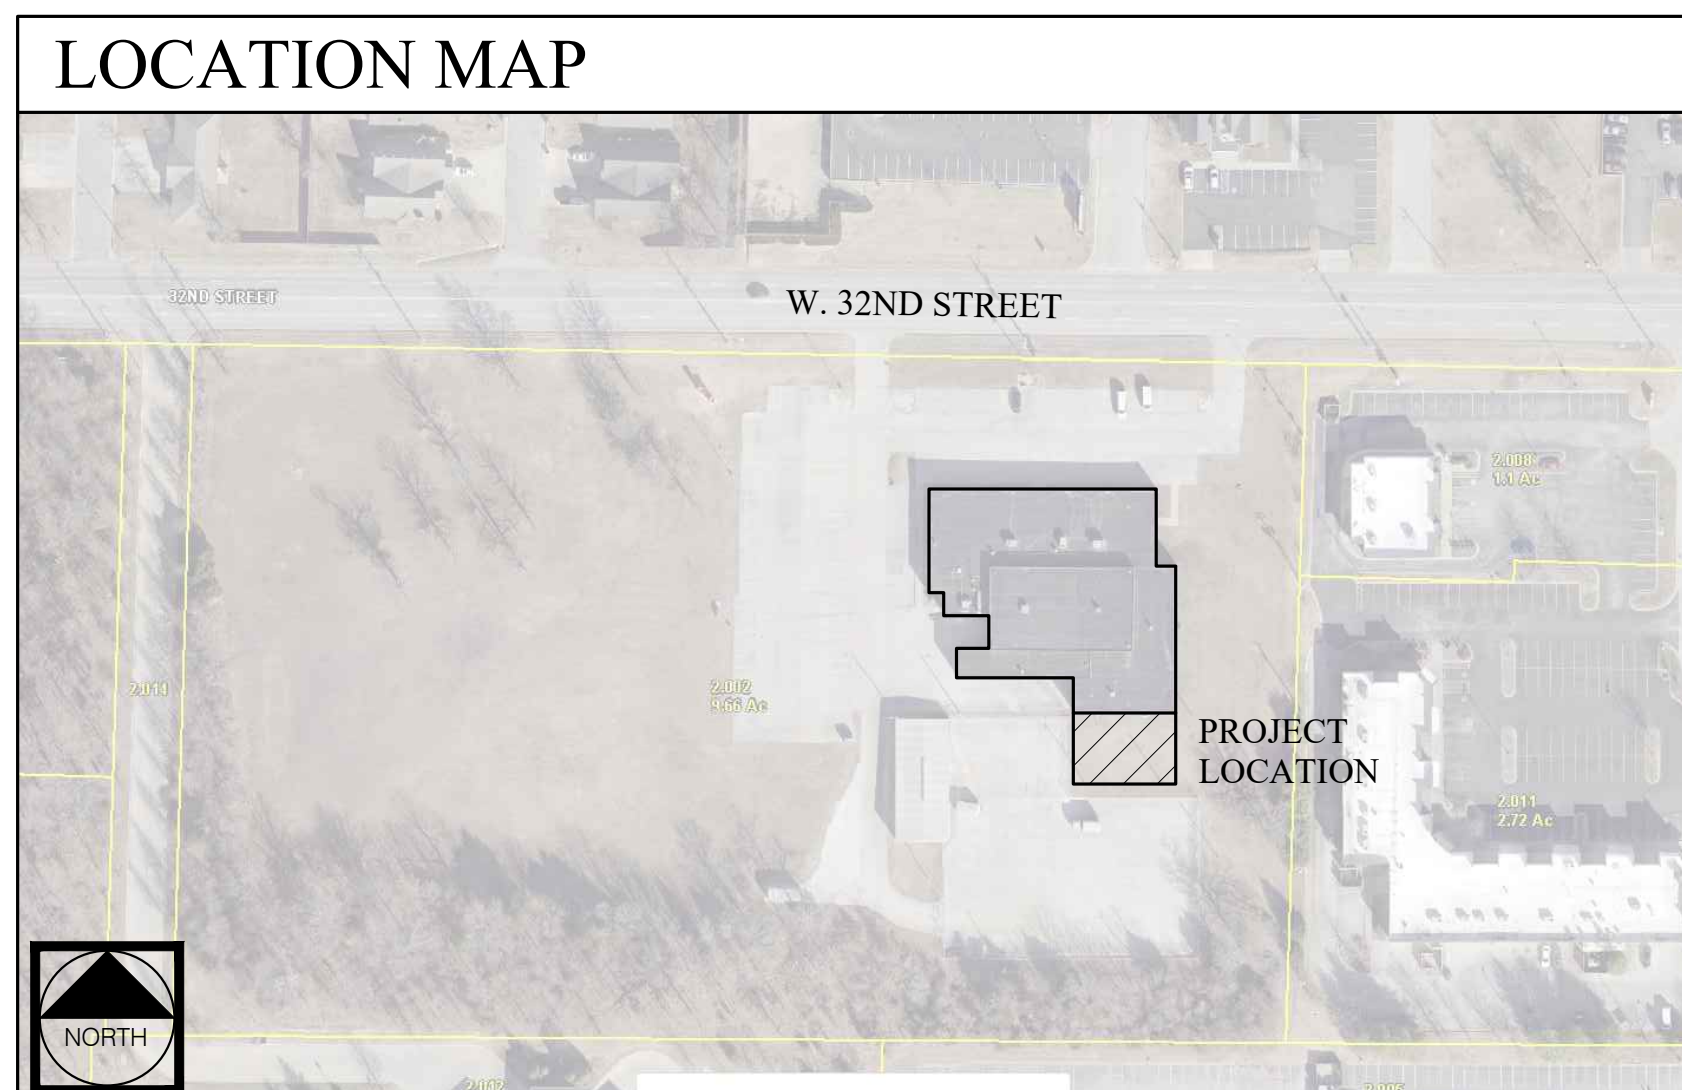 LOCATION MAP
32ND STREET
W. 32ND STREET
2.008
1.1 Ac
2.011
2.002
9.66 Ac
PROJECT
LOCATION
2.011
2.72 Ac
NORTH